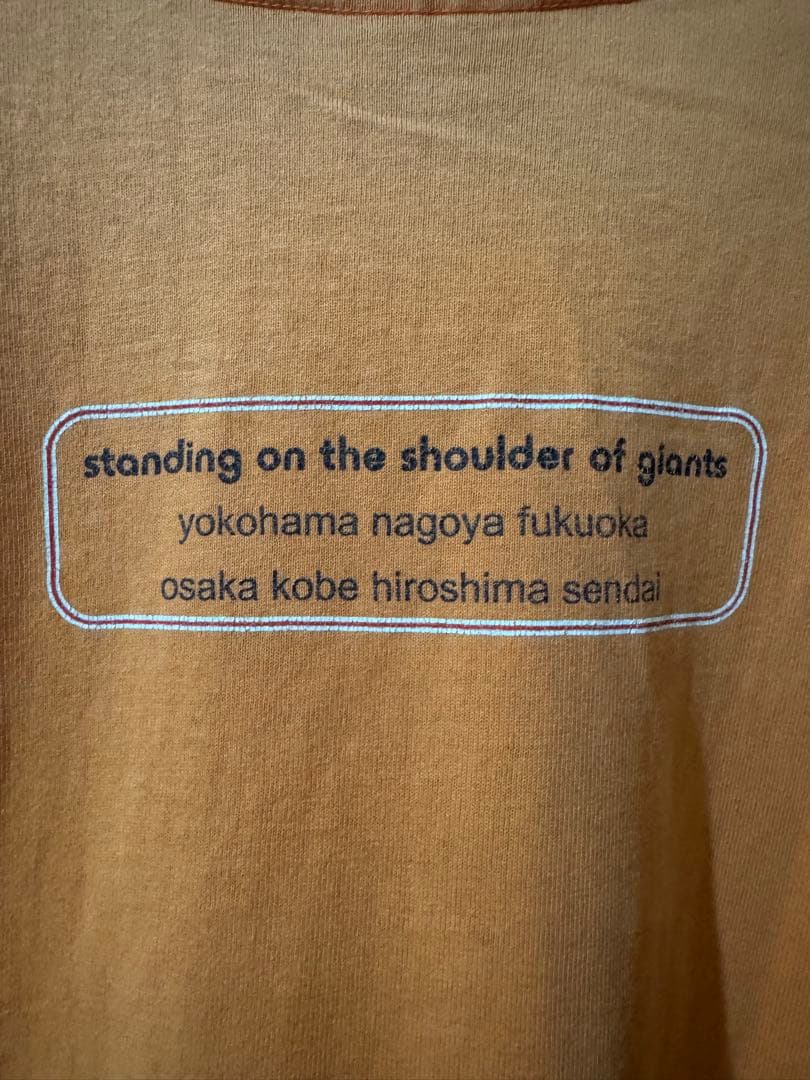 standing on the shoulder of giants
yokohama nagoya fukuoka
osaka kobe hiroshima sendai